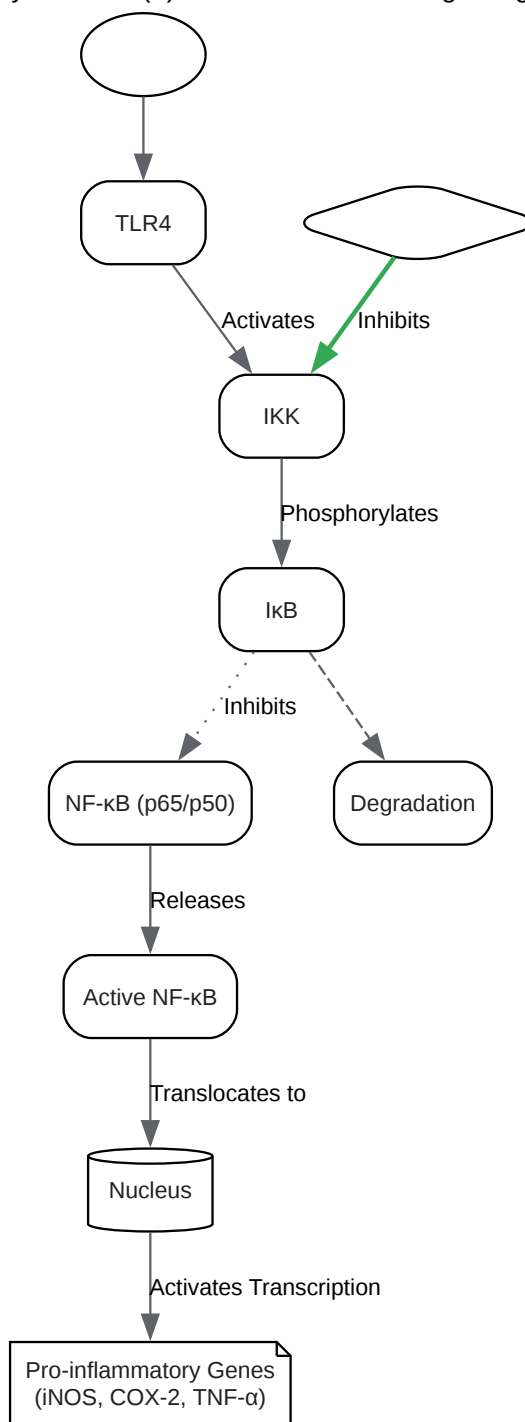 TLR4
Activates
Inhibits
IKK
Phosphorylates
IκB
Inhibits
NF-κB (p65/p50)
Degradation
Releases
Active NF-κB
Translocates to
Nucleus
Activates Transcription
Pro-inflammatory Genes
(iNOS, COX-2, TNF-α)